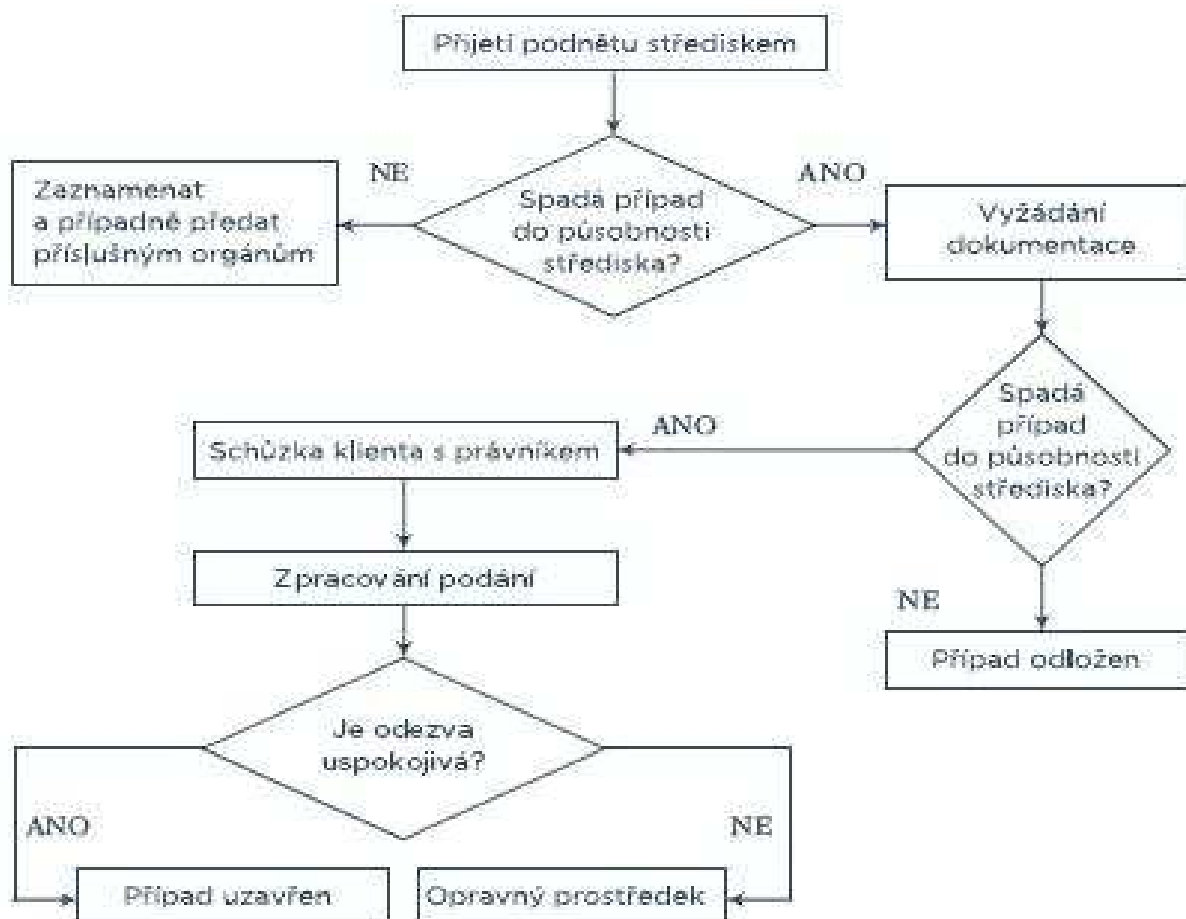 Přijetí podnětu střediskem
NE
ANO
Zaznamenat
a případně předat
příslušným orgánům
Spadá případ
do působnosti
střediska?
Vyžádání
dokumentace
Spadá
případ
do působnosti
střediska?
ANO
Schůzka klienta s právníkem
Zpracování podání
NE
Případ odložen
Je odezva
uspokojivá?
ANO
NE
Případ uzavřen
Opravný prostředek